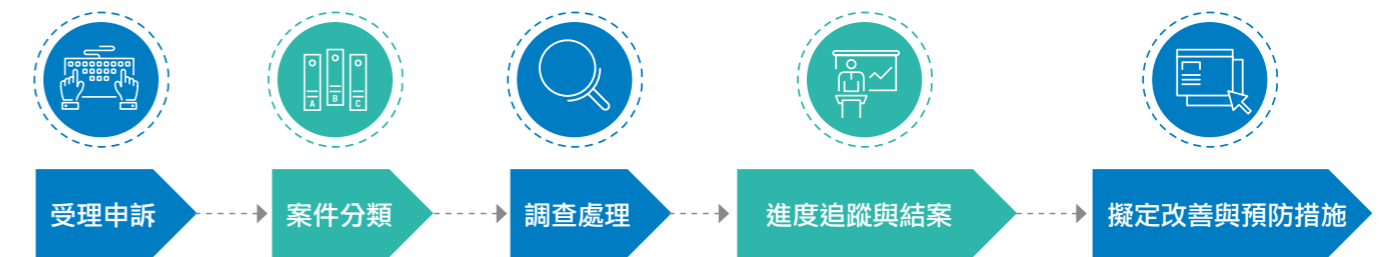 A
B
C
受理申訴
案件分類
調查處理
進度追蹤與結案
擬定改善與預防措施